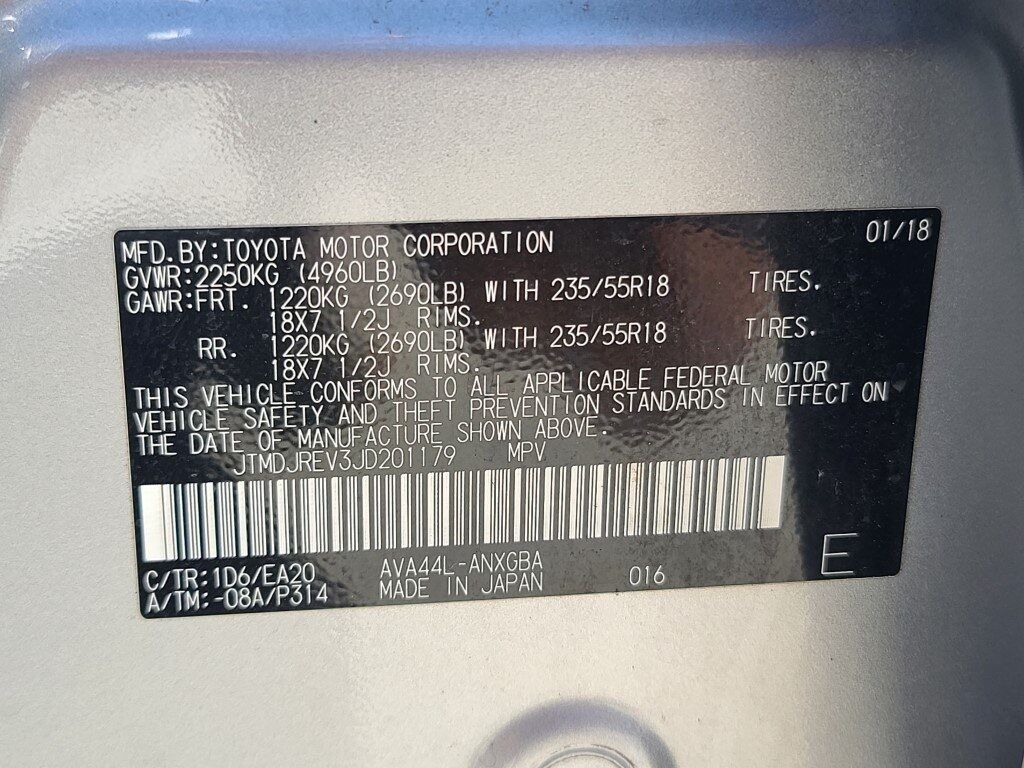 MFD. BY: TOYOTA MOTOR CORPORATION 01/18
GVWR: 2250KG (4960LB)
GAWR: FRT. 1220KG (2690LB) WITH 235/55R18 TIRES.
18X7 1/2J RIMS.
RR. 1220KG (2690LB) WITH 235/55R18 TIRES.
18X7 1/2J RIMS.
THIS VEHICLE CONFORMS TO ALL APPLICABLE FEDERAL MOTOR
VEHICLE SAFETY AND THEFT PREVENTION STANDARDS IN EFFECT ON
THE DATE OF MANUFACTURE SHOWN ABOVE.
JTMDJREV3JD201179 MPV
C/TR: 1D6/EA20 AVA44L-ANXGBA 016 E
A/TM: -08A/P314 MADE IN JAPAN